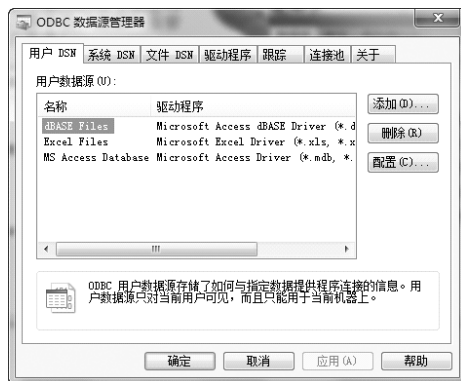 ODBC 数据源管理器
用户 DSN 系统 DSN 文件 DSN 驱动程序 跟踪 连接池 关于
用户数据源(U):
名称 驱动程序
dBASE Files Microsoft Access dBASE Driver (*.d
Excel Files Microsoft Excel Driver (*.xls, *.x
MS Access Database Microsoft Access Driver (*.mdb, *.
添加(D)...
删除(R)
配置(C)...
ODBC 用户数据源存储了如何与指定数据提供程序连接的信息。用
户数据源只对当前用户可见，而且只能用于当前机器上。
确定 取消 应用(A) 帮助